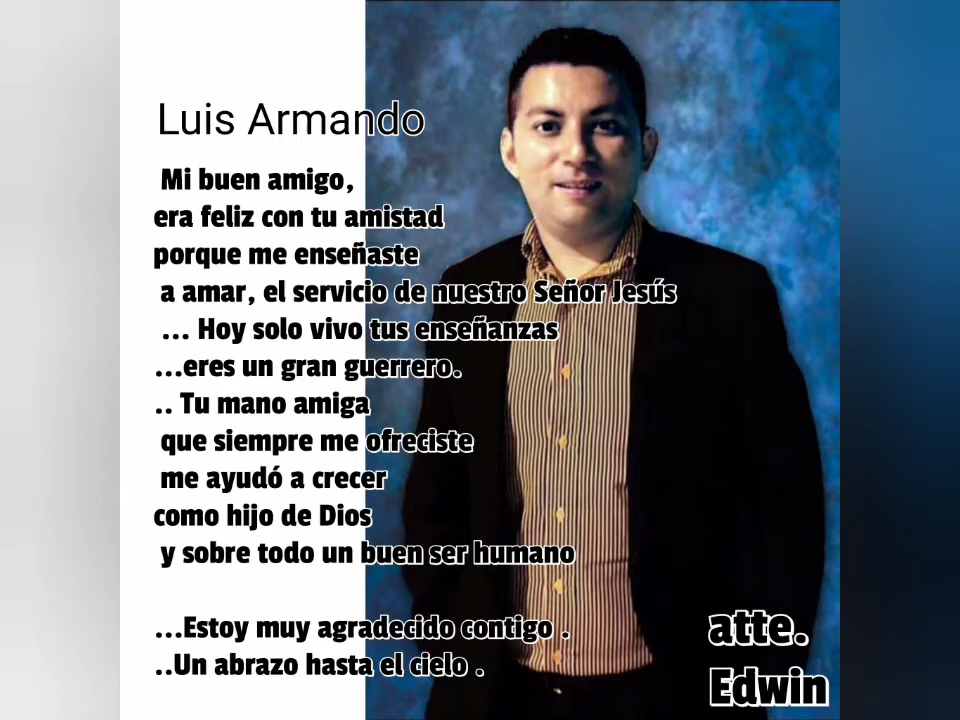 Luis Armando
Mi buen amigo,
era feliz con tu amistad
porque me enseñaste
a amar, el servicio de nuestro Señor Jesús
... Hoy solo vivo tus enseñanzas
...eres un gran guerrero.
.. Tu mano amiga
que siempre me ofreciste
me ayudó a crecer
como hijo de Dios
y sobre todo un buen ser humano
...Estoy muy agradecido contigo .
..Un abrazo hasta el cielo .
atte.
Edwin